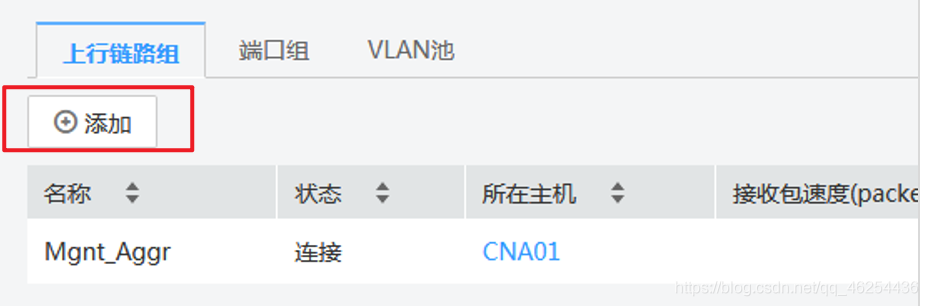 上行链路组 端口组 VLAN池
添加
名称 状态 所在主机 接收包速度(packe
Mgnt_Aggr 连接 CNA01
https://blog.csdn.net/qq_46254436